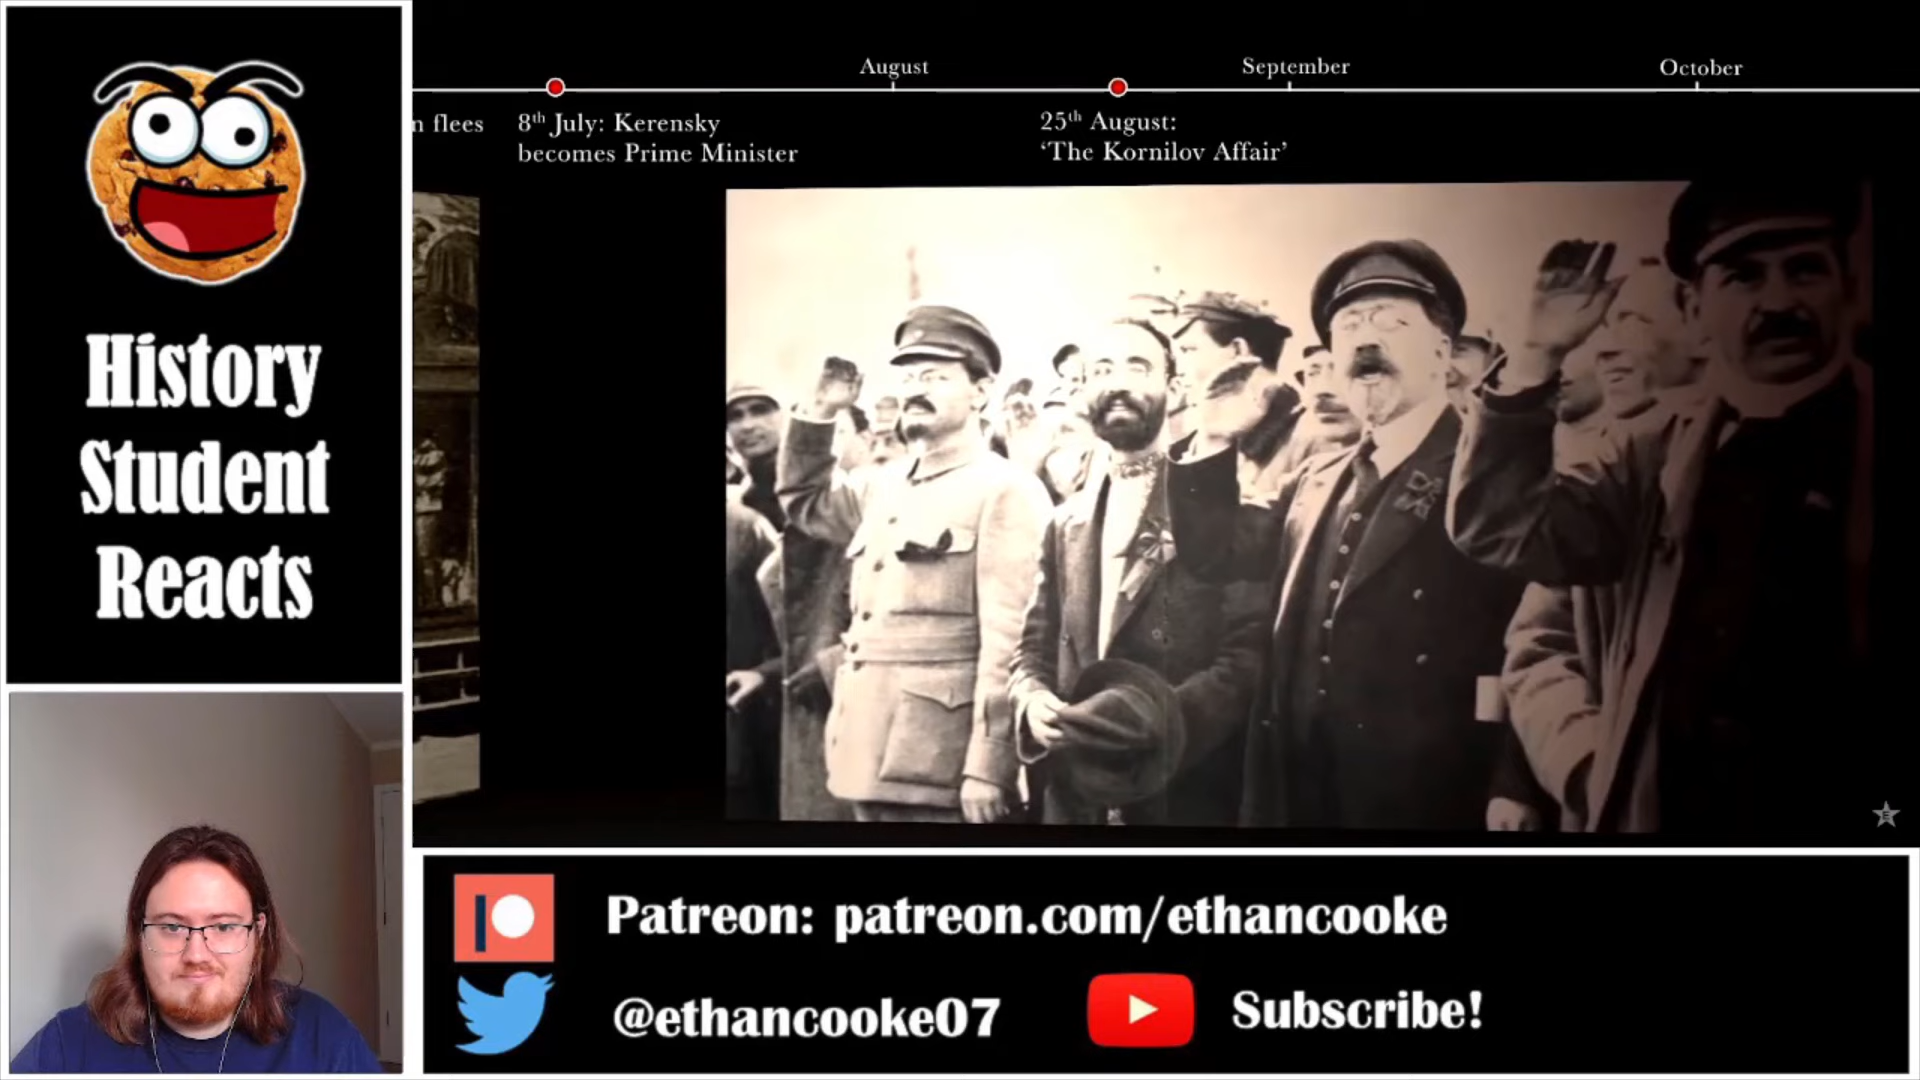 History
Student
Reacts
August
September
October
n flees
8th July: Kerensky
becomes Prime Minister
25th August:
‘The Kornilov Affair’
Patreon: patreon.com/ethancooke
@ethancooke07
Subscribe!
E